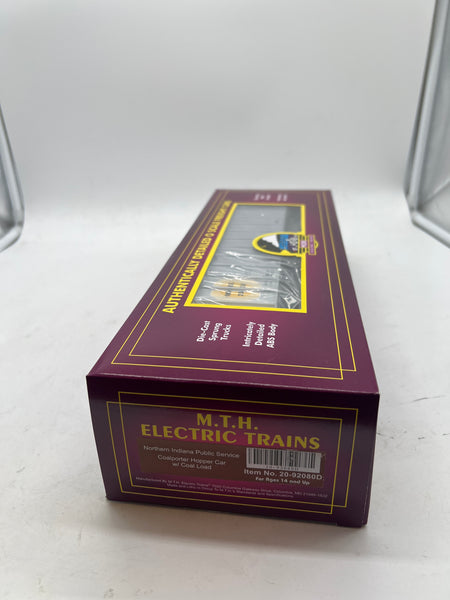 AUTHENTICALLY DETAILED O SCALE FREIGHT CAR
Die-Cast
Sprung
Trucks
Intricately
Detailed
ABS Body
M.T.H.
ELECTRIC TRAINS
Northern Indiana Public Service
Coalporter Hopper Car
w/ Coal Load
Item No. 20-92080D
For Ages 14 and Up